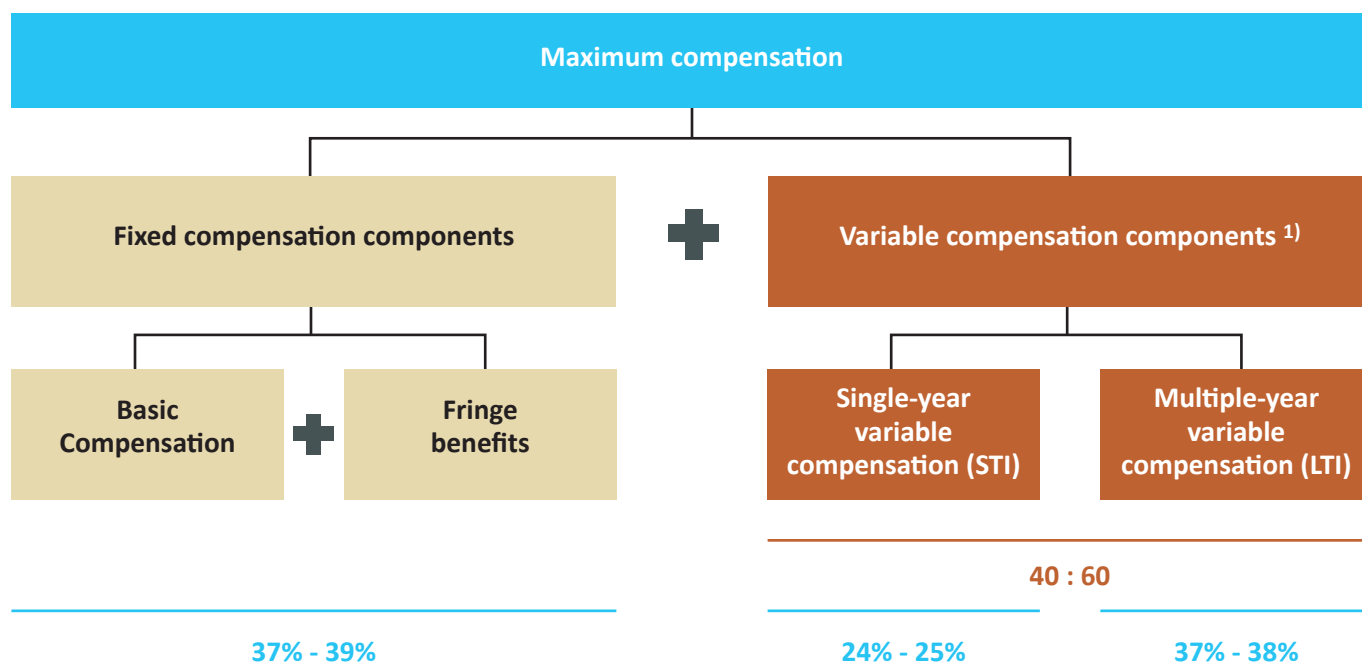 Maximum compensation
Fixed compensation components
Variable compensation components 1)
Basic
Compensation
Fringe
benefits
Single-year
variable
compensation (STI)
Multiple-year
variable
compensation (LTI)
40 : 60
37% - 39%
24% - 25%
37% - 38%